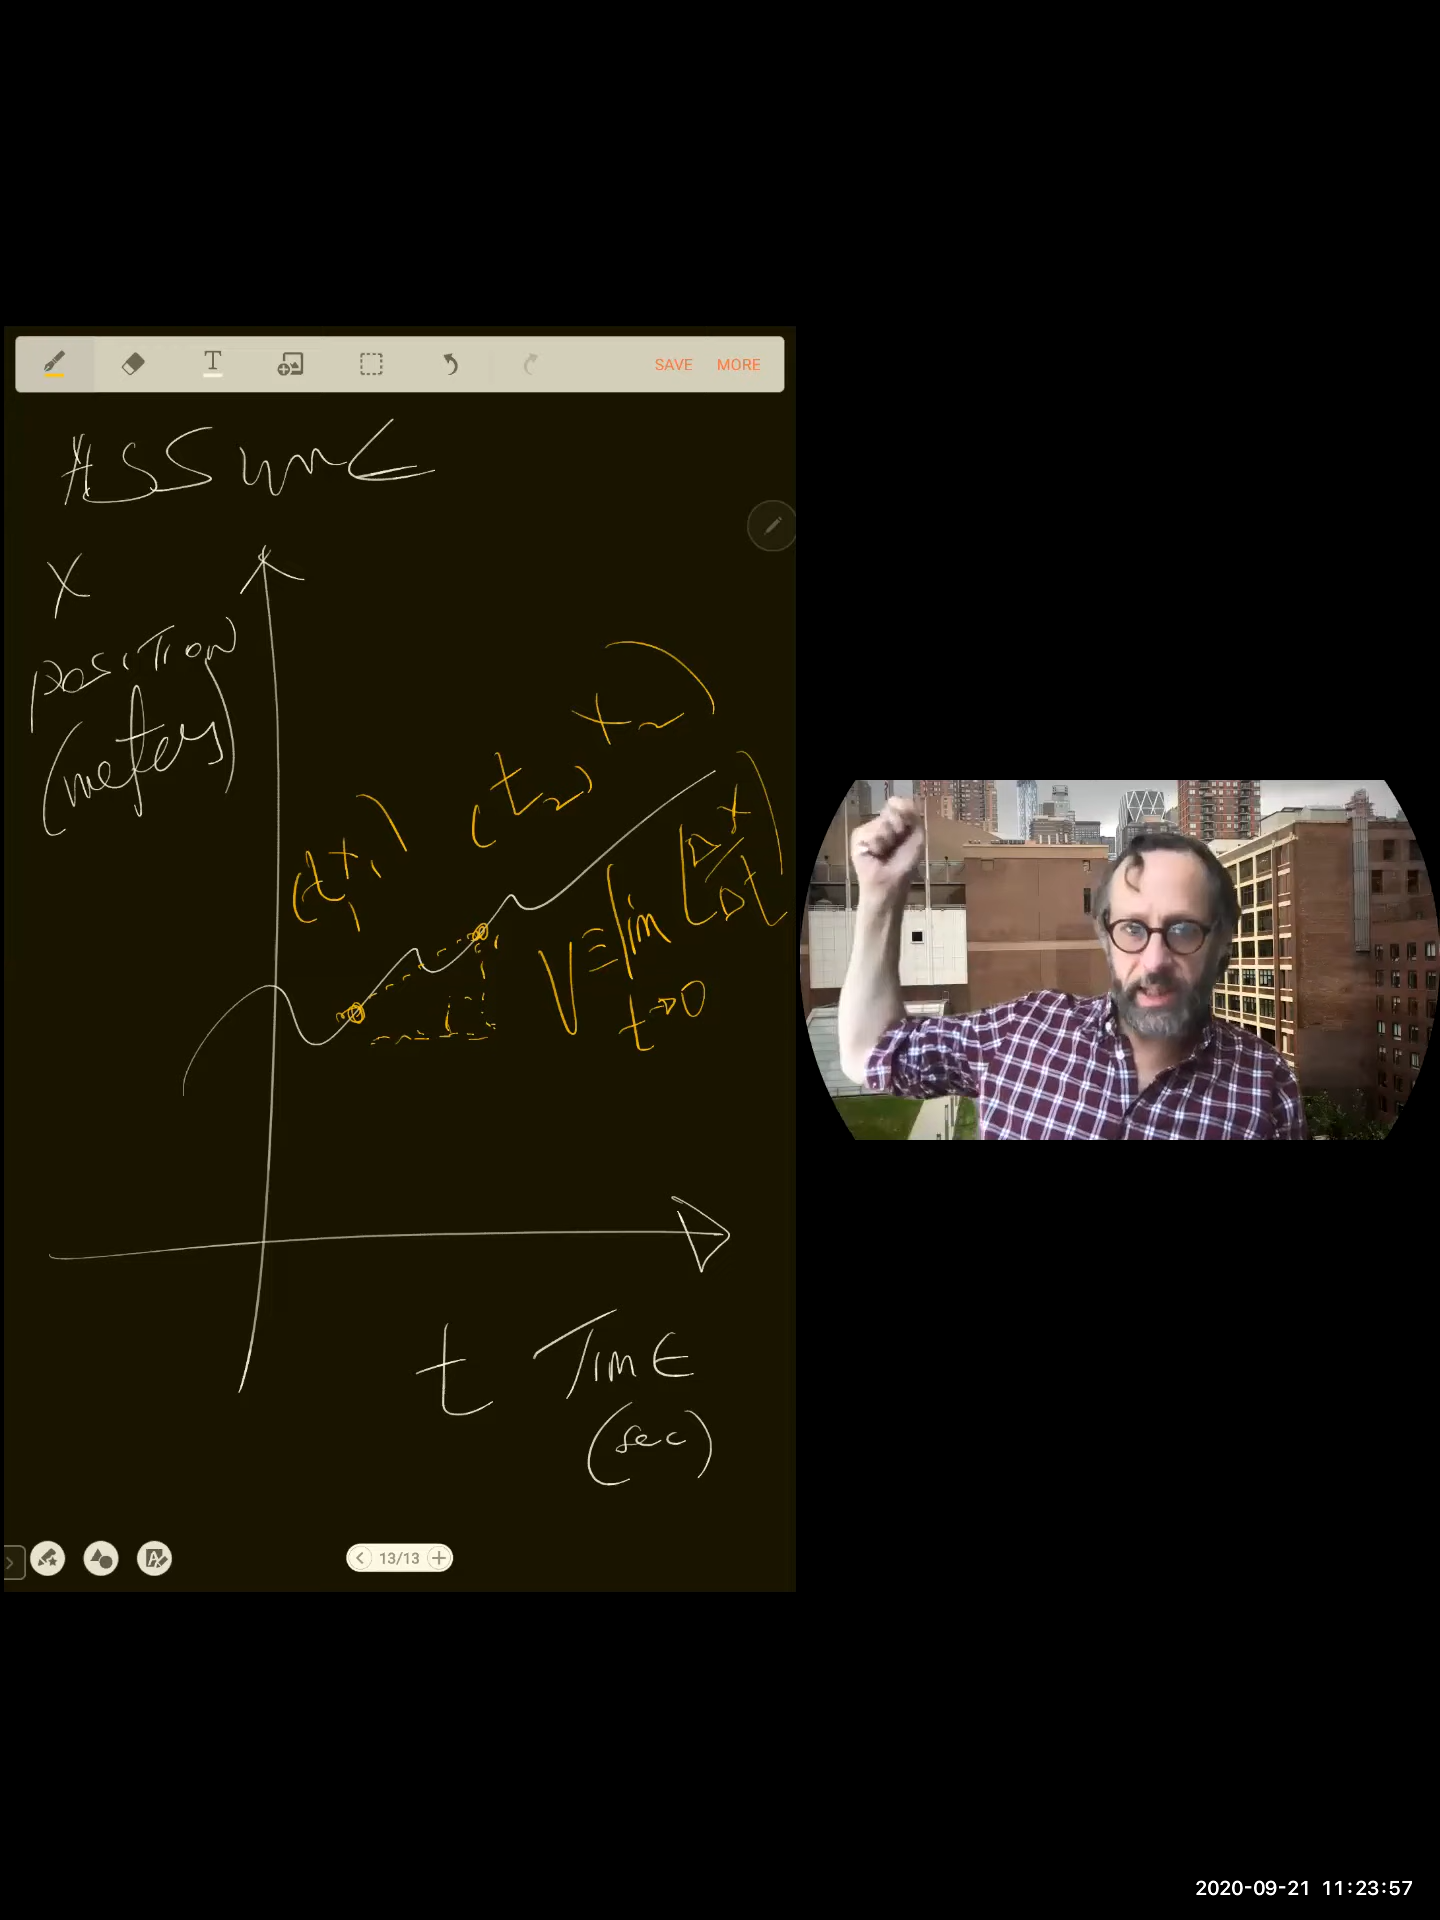 T SAVE MORE
ASSUME
x
POSITION
(meters)
(t₁ x₁)
(t₂, x₂)
V = lim (Δx/Δt)
t→0
t TIME
(sec)
A
13/13
2020-09-21 11:23:57